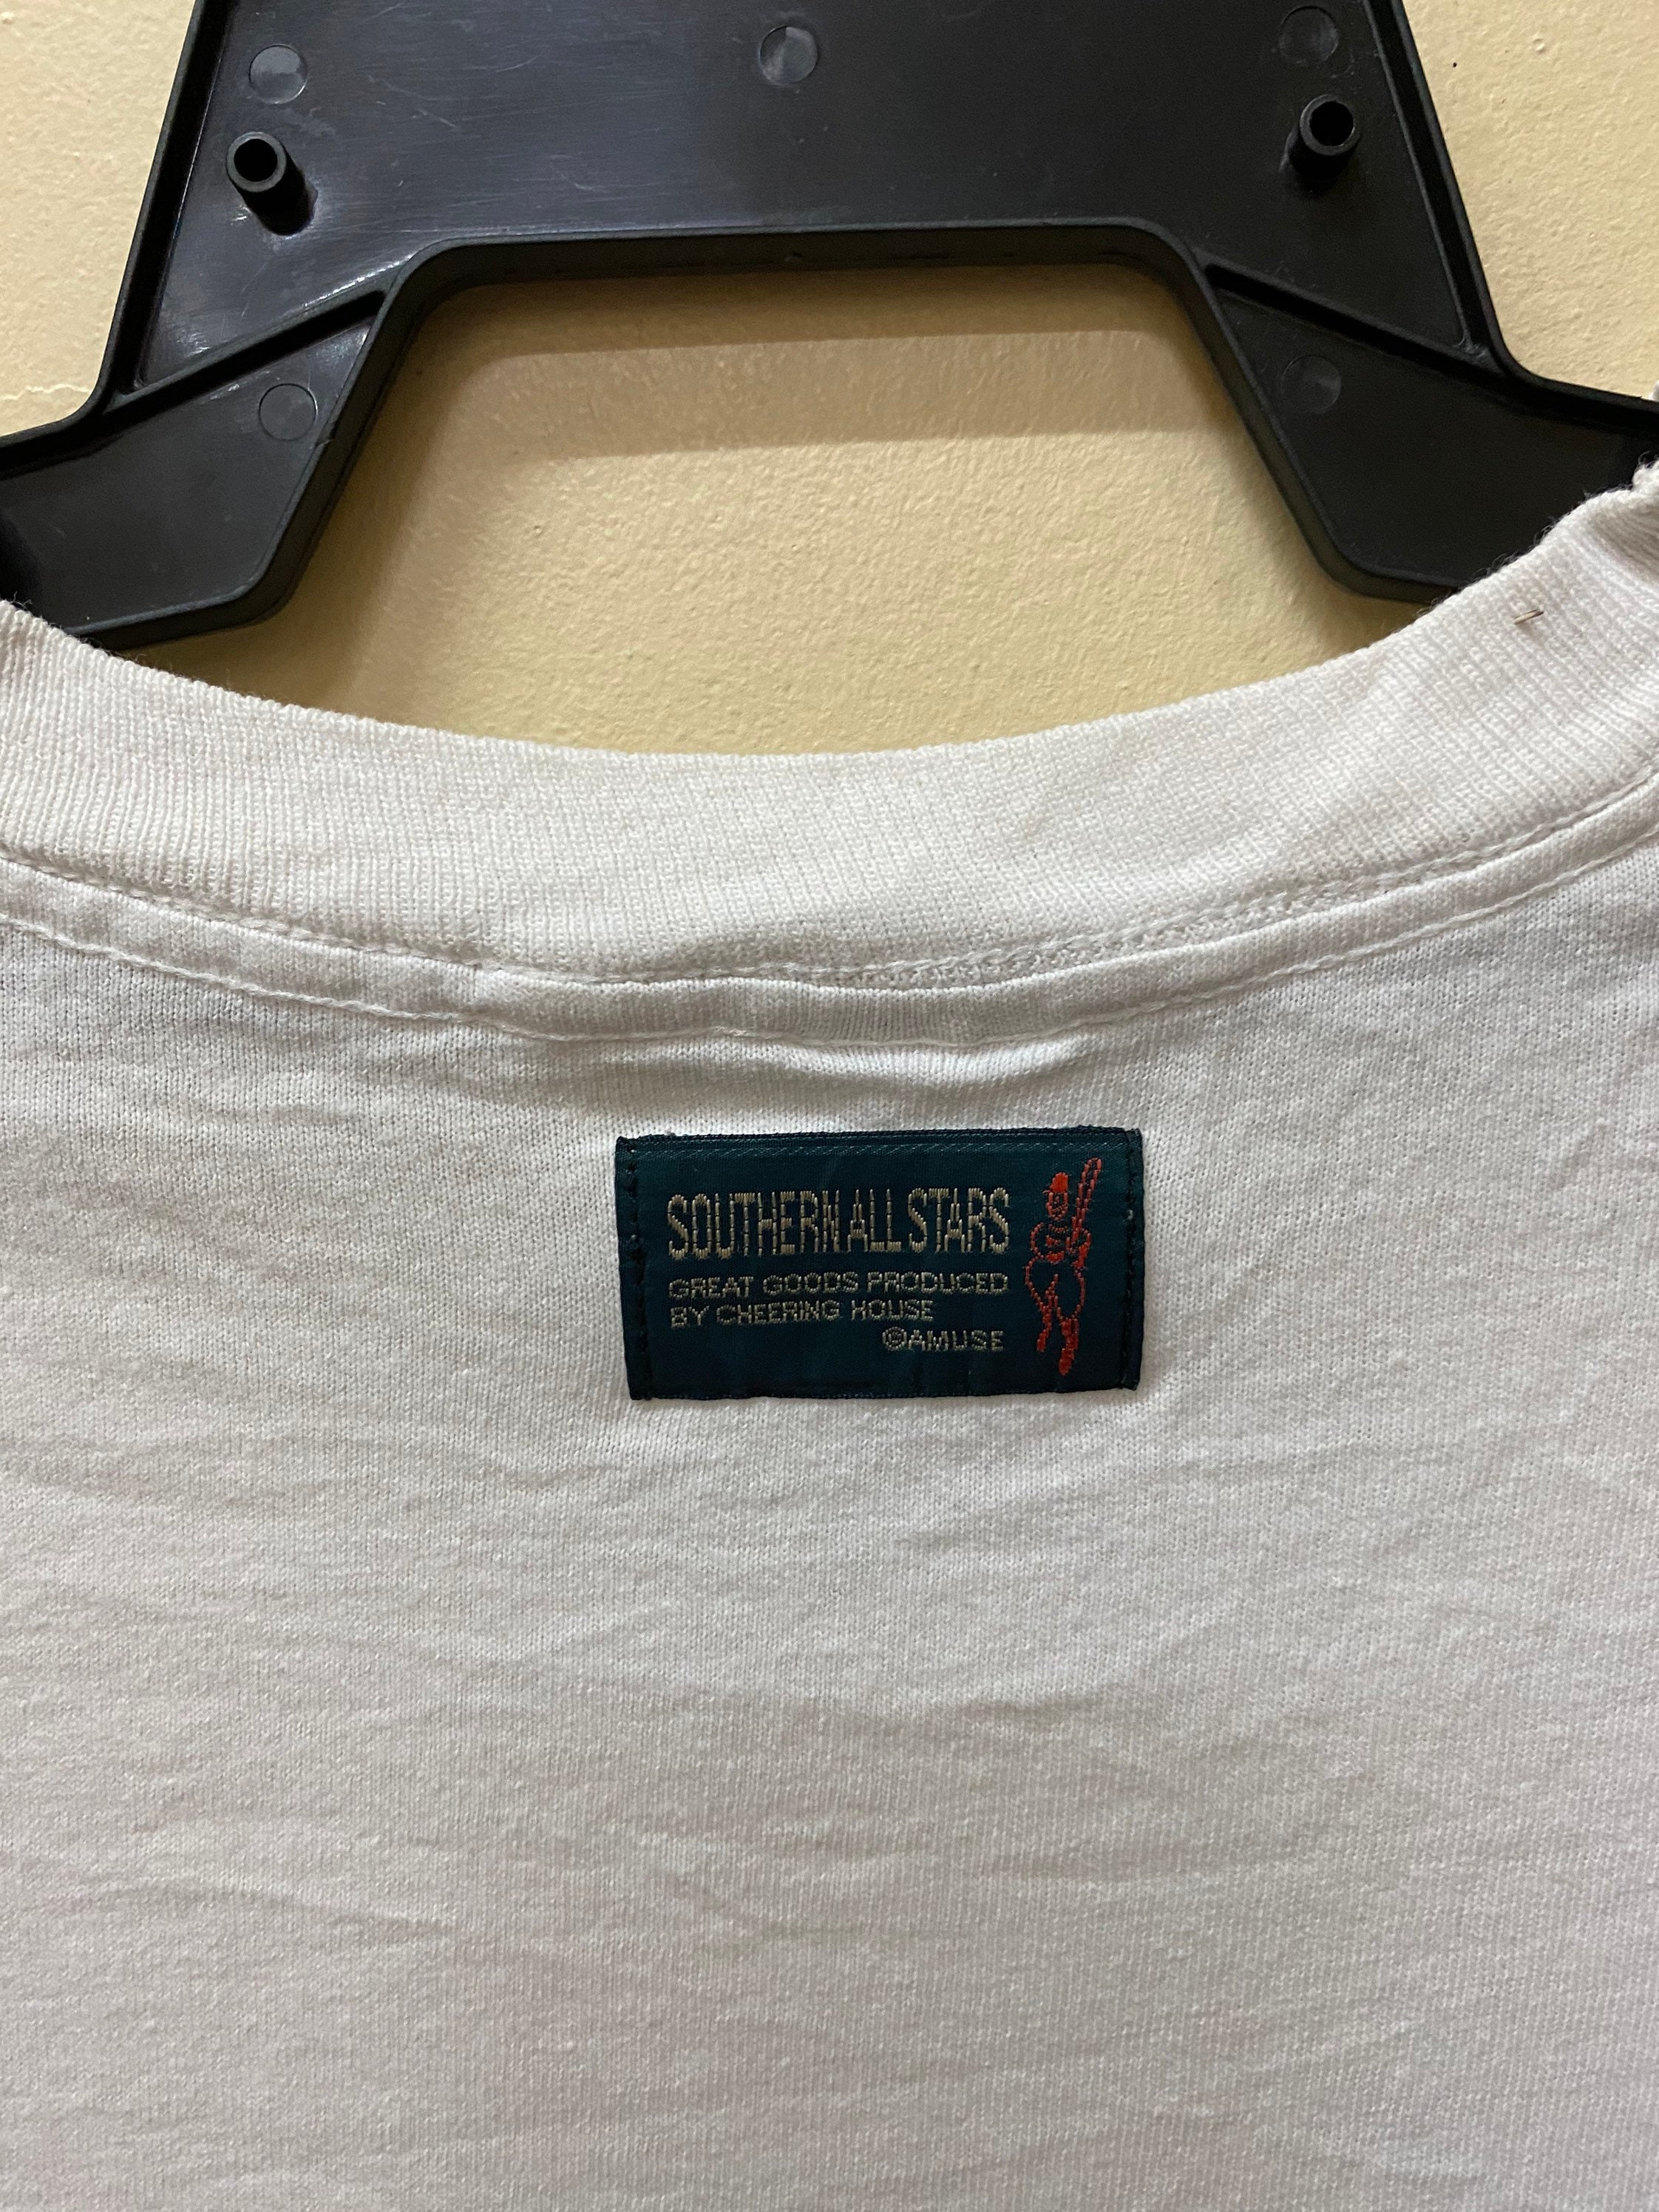 SOUTHERN ALL STARS
GREAT GOODS PRODUCED
BY CHEERING HOUSE
©AMUSE